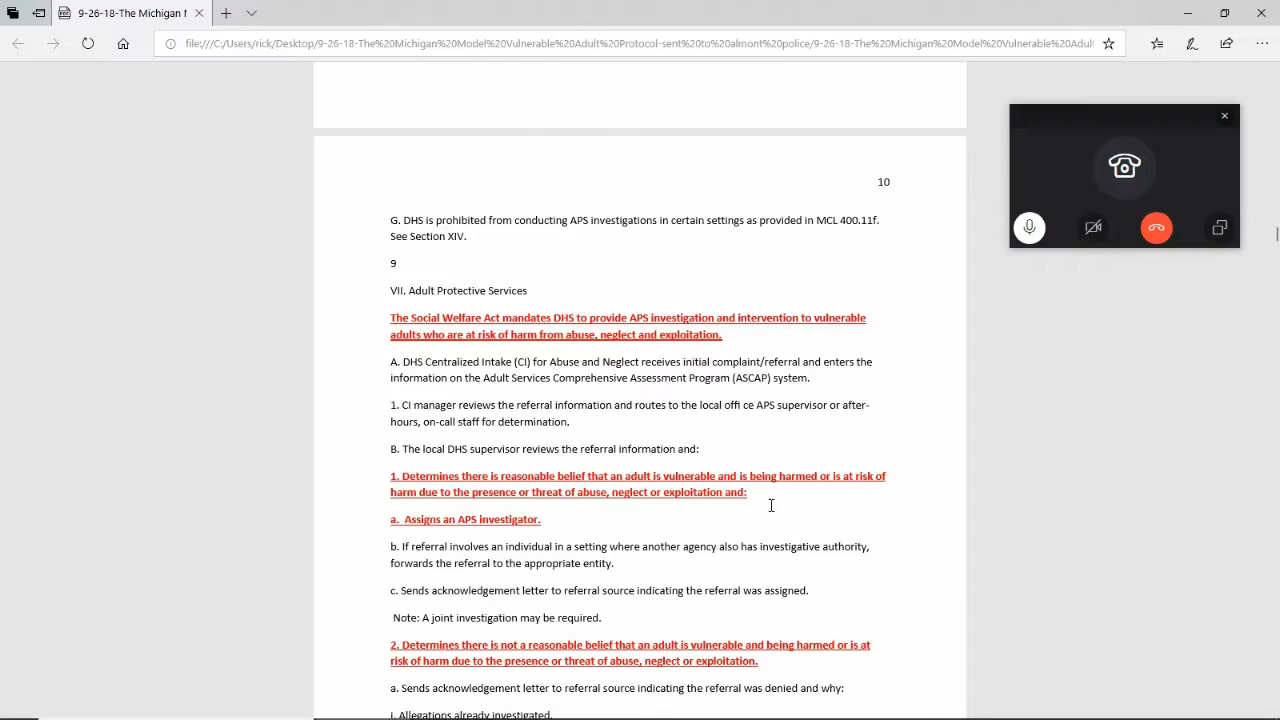 9-26-18-The Michigan M
file:///C:/Users/rick/Desktop/9-26-18-The%20Michigan%20Model%20Vulnerable%20Adult%20Protocol-sent%20to%20almont%20police/9-26-18-The%20Michigan%20Model%20Vulnerable%20Adul
10
G. DHS is prohibited from conducting APS investigations in certain settings as provided in MCL 400.11f.
See Section XIV.
9
VII. Adult Protective Services
The Social Welfare Act mandates DHS to provide APS investigation and intervention to vulnerable
adults who are at risk of harm from abuse, neglect and exploitation.
A. DHS Centralized Intake (CI) for Abuse and Neglect receives initial complaint/referral and enters the
information on the Adult Services Comprehensive Assessment Program (ASCAP) system.
1. CI manager reviews the referral information and routes to the local offi ce APS supervisor or after-
hours, on-call staff for determination.
B. The local DHS supervisor reviews the referral information and:
1. Determines there is reasonable belief that an adult is vulnerable and is being harmed or is at risk of
harm due to the presence or threat of abuse, neglect or exploitation and:
a. Assigns an APS investigator.
b. If referral involves an individual in a setting where another agency also has investigative authority,
forwards the referral to the appropriate entity.
c. Sends acknowledgement letter to referral source indicating the referral was assigned.
Note: A joint investigation may be required.
2. Determines there is not a reasonable belief that an adult is vulnerable and being harmed or is at
risk of harm due to the presence or threat of abuse, neglect or exploitation.
a. Sends acknowledgement letter to referral source indicating the referral was denied and why:
i. Allegations already investigated.